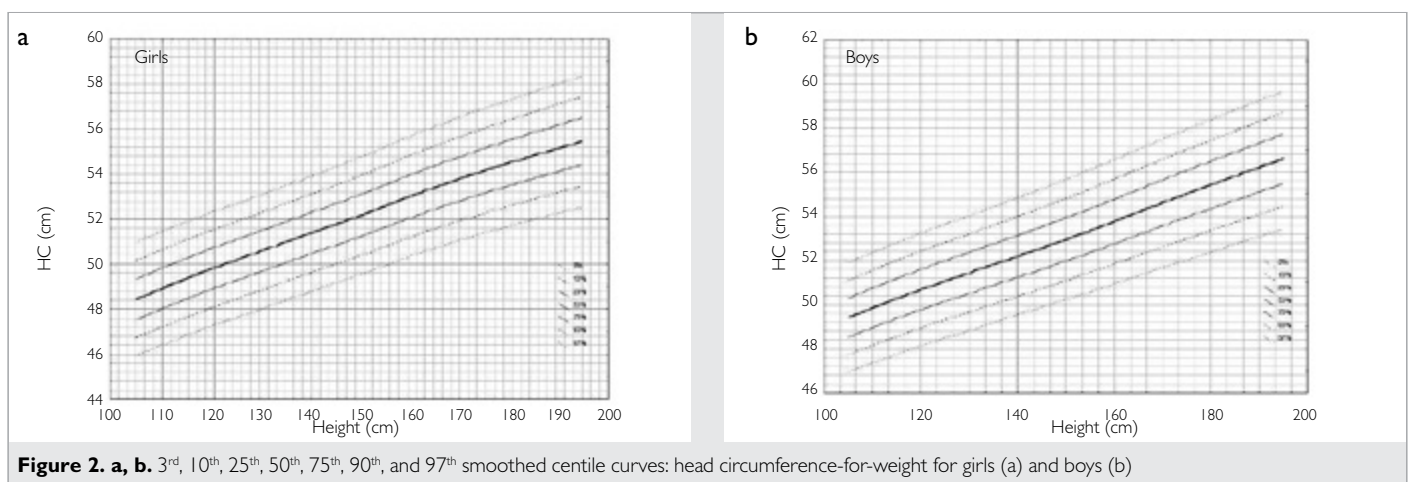 a
Girls
60
58
56
54
52
50
48
46
44
HC (cm)
100 110 120 130 140 150 160 170 180 190 200
Height (cm)
b
Boys
62
60
58
56
54
52
50
48
46
HC (cm)
100 120 140 160 180 200
Height (cm)
Figure 2. a, b. 3rd, 10th, 25th, 50th, 75th, 90th, and 97th smoothed centile curves: head circumference-for-weight for girls (a) and boys (b)